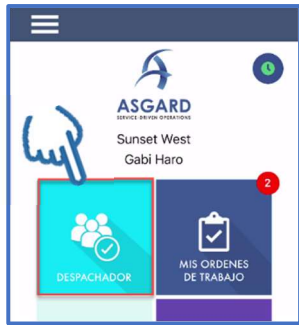 ASGARD
SERVICE-DRIVEN OPERATIONS
Sunset West
Gabi Haro
2
DESPACHADOR
MIS ORDENES
DE TRABAJO